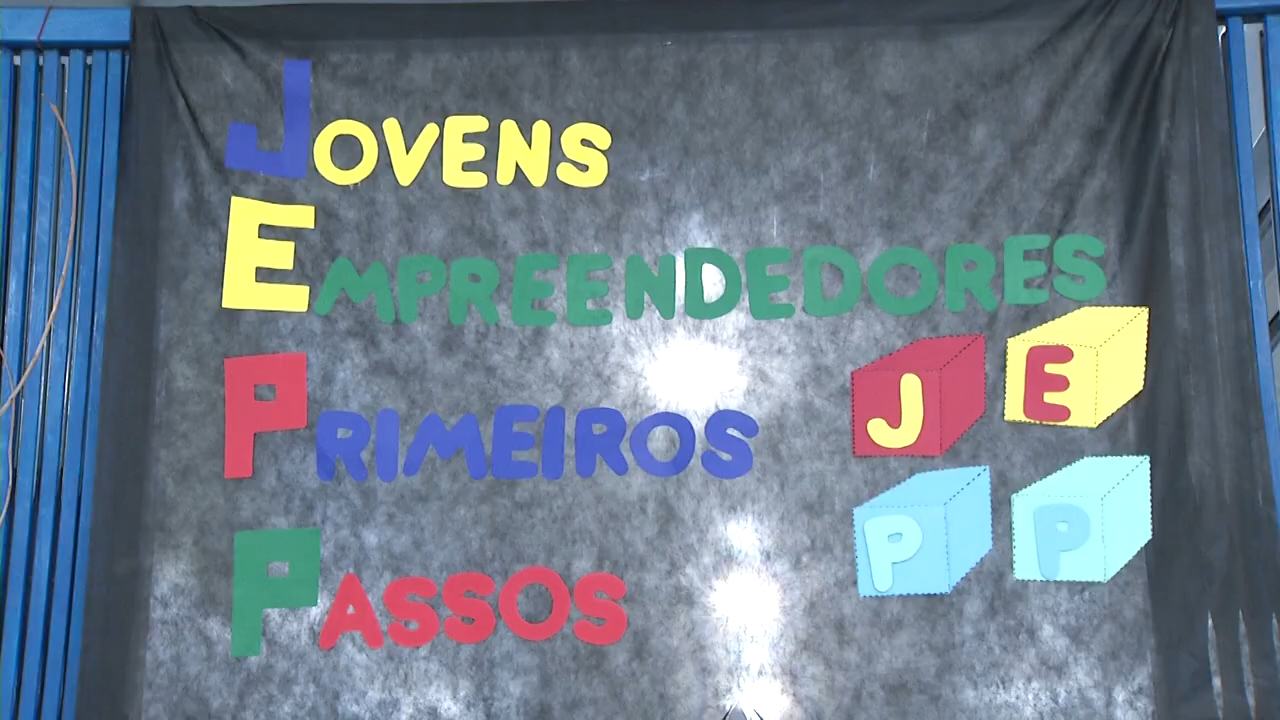 JOVENS
EMPREENDEDORES
PRIMEIROS
PASSOS
J E
P P